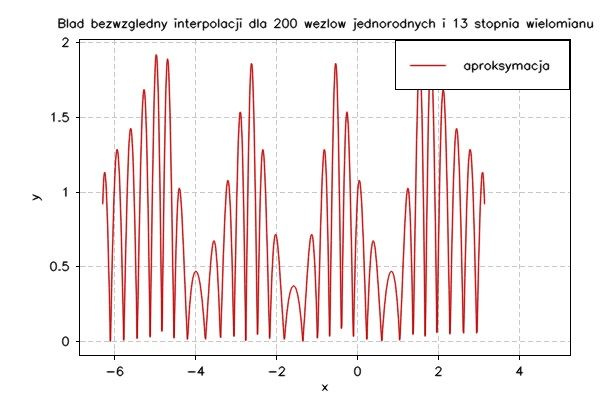 Blad bezwzgledny interpolacji dla 200 wezlow jednorodnych i 13 stopnia wielomianu
aproksymacja
2
1.5
1
0.5
0
y
−6 −4 −2 0 2 4
x